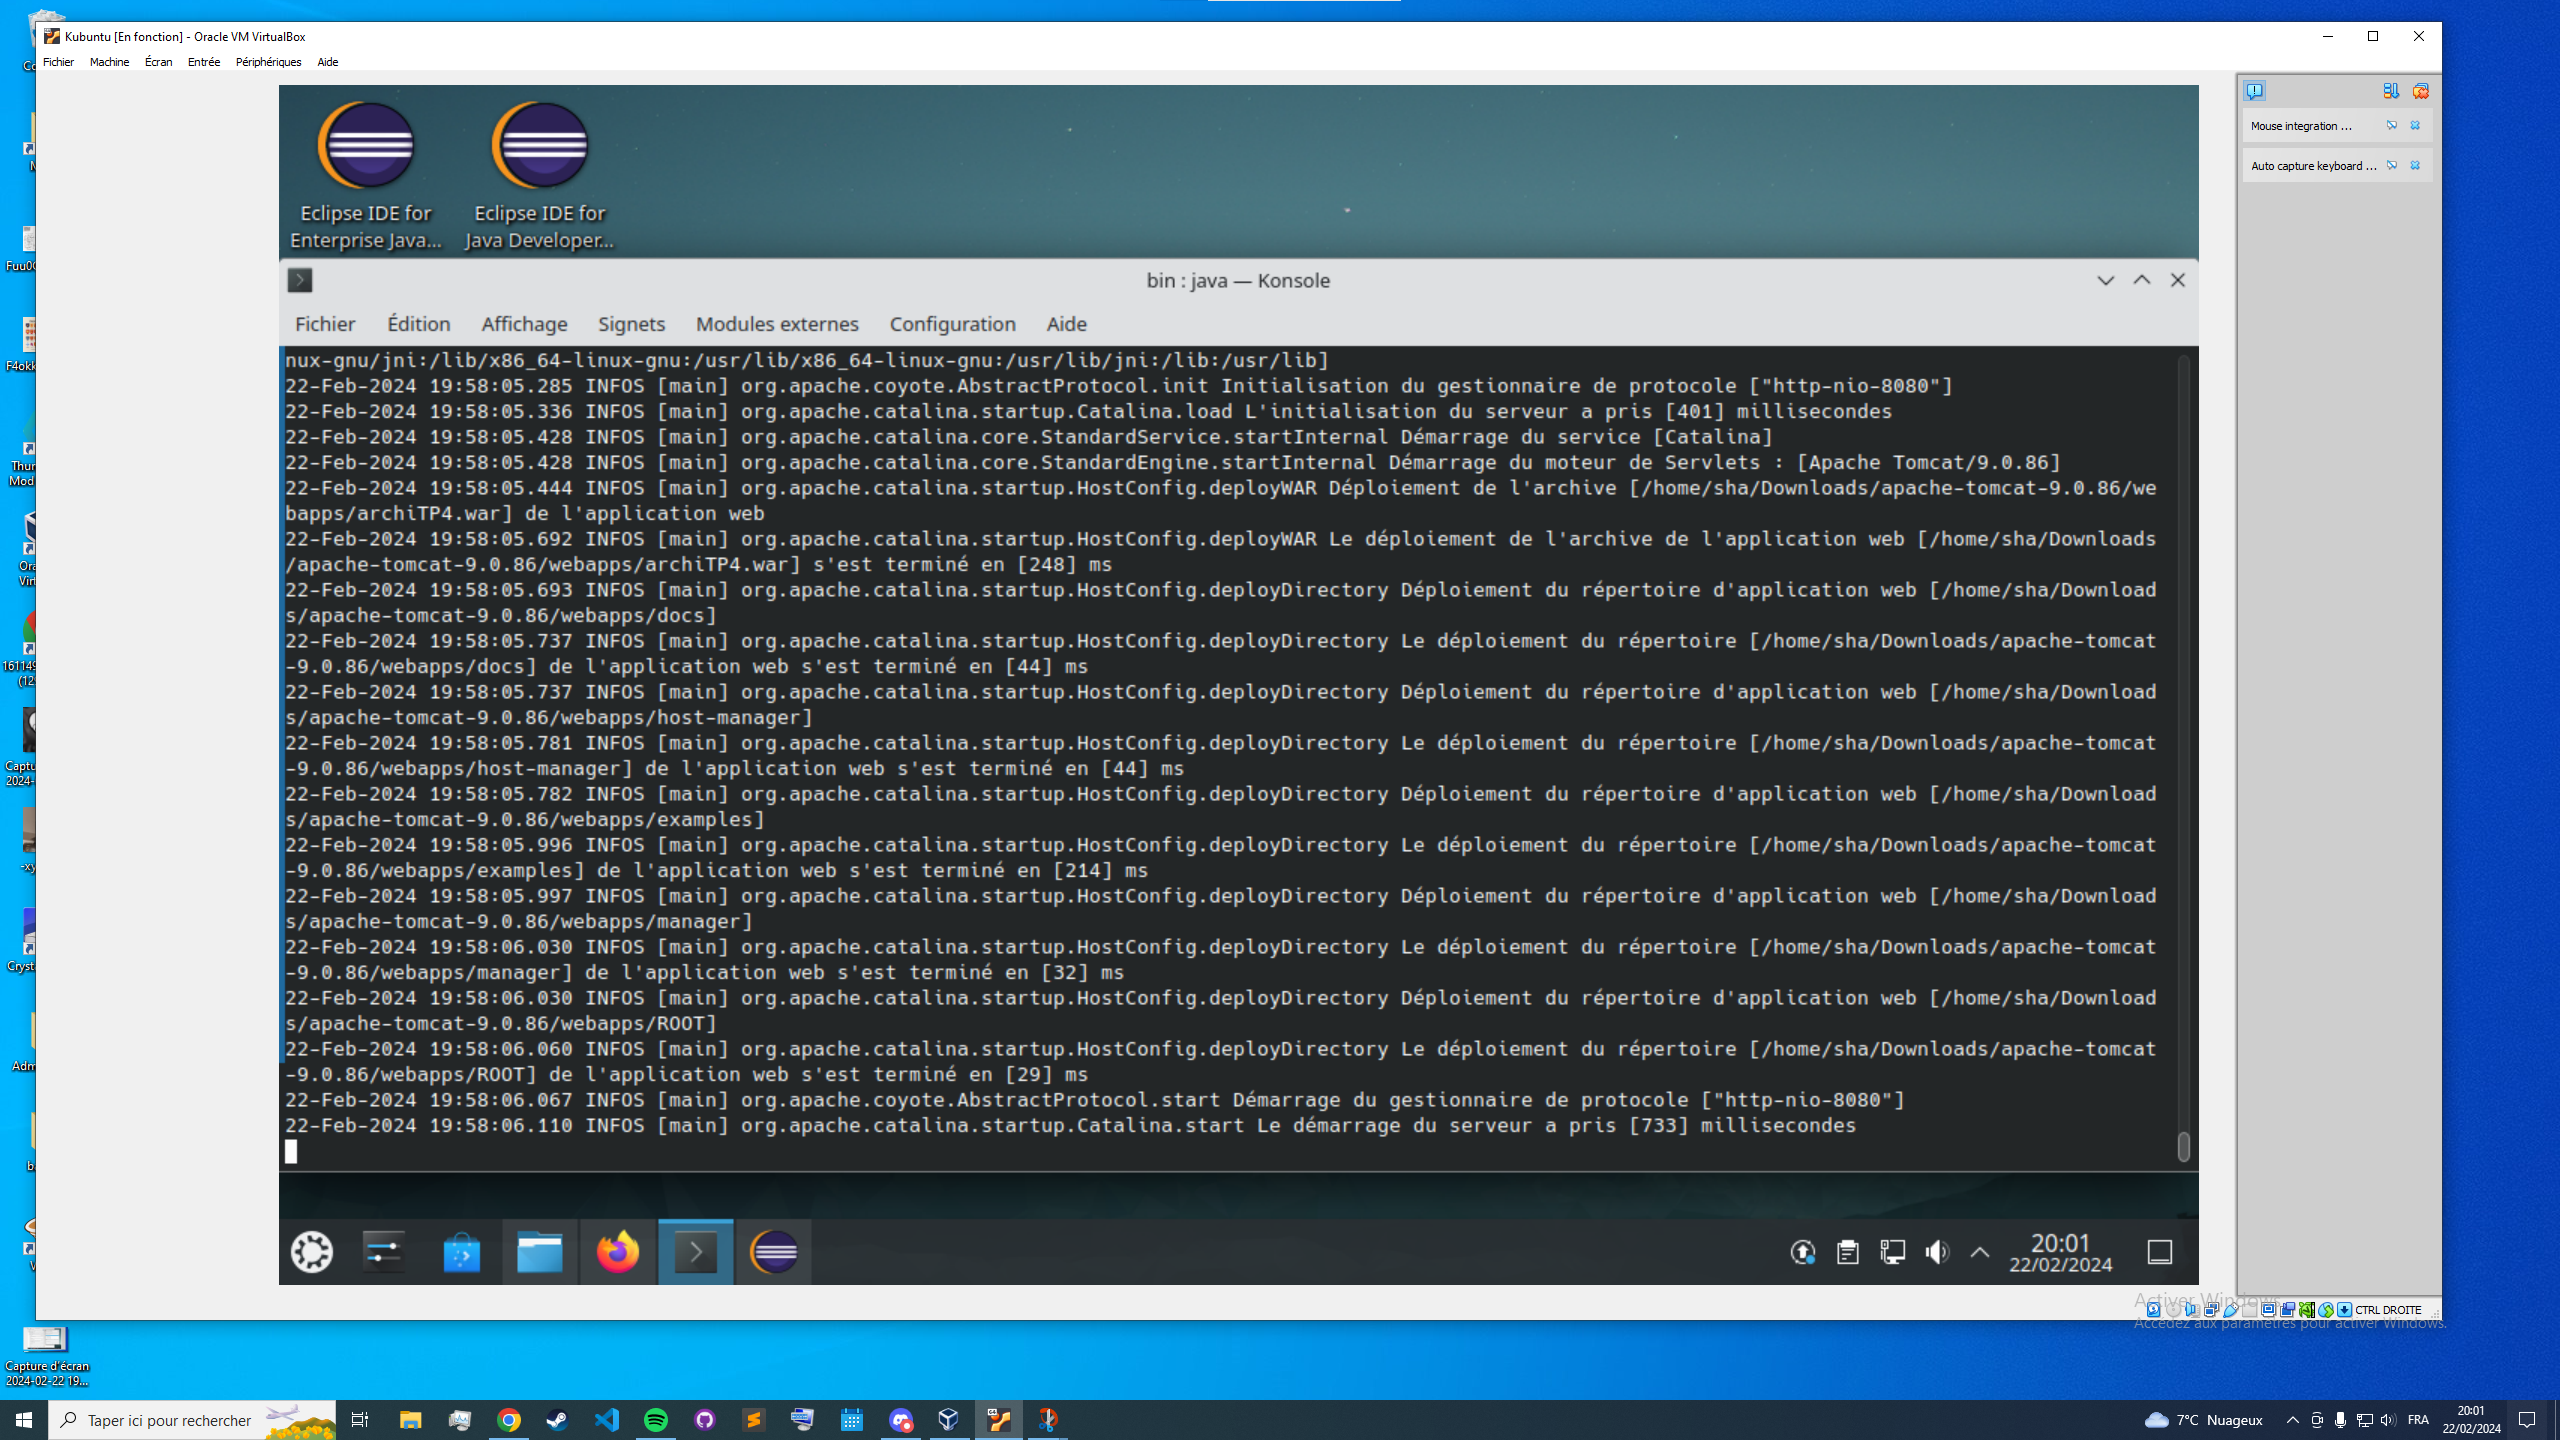 Kubuntu [En fonction] - Oracle VM VirtualBox
Fichier Machine Écran Entrée Périphériques Aide
Mouse integration ...
Auto capture keyboard ...
Eclipse IDE for
Enterprise Java...
Eclipse IDE for
Java Developer...
bin : java — Konsole
Fichier Édition Affichage Signets Modules externes Configuration Aide
nux-gnu/jni:/lib/x86_64-linux-gnu:/usr/lib/x86_64-linux-gnu:/usr/lib/jni:/lib:/usr/lib]
22-Feb-2024 19:58:05.285 INFOS [main] org.apache.coyote.AbstractProtocol.init Initialisation du gestionnaire de protocole ["http-nio-8080"]
22-Feb-2024 19:58:05.336 INFOS [main] org.apache.catalina.startup.Catalina.load L'initialisation du serveur a pris [401] millisecondes
22-Feb-2024 19:58:05.428 INFOS [main] org.apache.catalina.core.StandardService.startInternal Démarrage du service [Catalina]
22-Feb-2024 19:58:05.428 INFOS [main] org.apache.catalina.core.StandardEngine.startInternal Démarrage du moteur de Servlets : [Apache Tomcat/9.0.86]
22-Feb-2024 19:58:05.444 INFOS [main] org.apache.catalina.startup.HostConfig.deployWAR Déploiement de l'archive [/home/sha/Downloads/apache-tomcat-9.0.86/we
bapps/archiTP4.war] de l'application web
22-Feb-2024 19:58:05.692 INFOS [main] org.apache.catalina.startup.HostConfig.deployWAR Le déploiement de l'archive de l'application web [/home/sha/Downloads
/apache-tomcat-9.0.86/webapps/archiTP4.war] s'est terminé en [248] ms
22-Feb-2024 19:58:05.693 INFOS [main] org.apache.catalina.startup.HostConfig.deployDirectory Déploiement du répertoire d'application web [/home/sha/Download
s/apache-tomcat-9.0.86/webapps/docs]
22-Feb-2024 19:58:05.737 INFOS [main] org.apache.catalina.startup.HostConfig.deployDirectory Le déploiement du répertoire [/home/sha/Downloads/apache-tomcat
-9.0.86/webapps/docs] de l'application web s'est terminé en [44] ms
22-Feb-2024 19:58:05.737 INFOS [main] org.apache.catalina.startup.HostConfig.deployDirectory Déploiement du répertoire d'application web [/home/sha/Download
s/apache-tomcat-9.0.86/webapps/host-manager]
22-Feb-2024 19:58:05.781 INFOS [main] org.apache.catalina.startup.HostConfig.deployDirectory Le déploiement du répertoire [/home/sha/Downloads/apache-tomcat
-9.0.86/webapps/host-manager] de l'application web s'est terminé en [44] ms
22-Feb-2024 19:58:05.782 INFOS [main] org.apache.catalina.startup.HostConfig.deployDirectory Déploiement du répertoire d'application web [/home/sha/Download
s/apache-tomcat-9.0.86/webapps/examples]
22-Feb-2024 19:58:05.996 INFOS [main] org.apache.catalina.startup.HostConfig.deployDirectory Le déploiement du répertoire [/home/sha/Downloads/apache-tomcat
-9.0.86/webapps/examples] de l'application web s'est terminé en [214] ms
22-Feb-2024 19:58:05.997 INFOS [main] org.apache.catalina.startup.HostConfig.deployDirectory Déploiement du répertoire d'application web [/home/sha/Download
s/apache-tomcat-9.0.86/webapps/manager]
22-Feb-2024 19:58:06.030 INFOS [main] org.apache.catalina.startup.HostConfig.deployDirectory Le déploiement du répertoire [/home/sha/Downloads/apache-tomcat
-9.0.86/webapps/manager] de l'application web s'est terminé en [32] ms
22-Feb-2024 19:58:06.030 INFOS [main] org.apache.catalina.startup.HostConfig.deployDirectory Déploiement du répertoire d'application web [/home/sha/Download
s/apache-tomcat-9.0.86/webapps/ROOT]
22-Feb-2024 19:58:06.060 INFOS [main] org.apache.catalina.startup.HostConfig.deployDirectory Le déploiement du répertoire [/home/sha/Downloads/apache-tomcat
-9.0.86/webapps/ROOT] de l'application web s'est terminé en [29] ms
22-Feb-2024 19:58:06.067 INFOS [main] org.apache.coyote.AbstractProtocol.start Démarrage du gestionnaire de protocole ["http-nio-8080"]
22-Feb-2024 19:58:06.110 INFOS [main] org.apache.catalina.startup.Catalina.start Le démarrage du serveur a pris [733] millisecondes
20:01
22/02/2024
Activer Windows
CTRL DROITE
Accédez aux paramètres pour activer Windows.
Capture d'écran
2024-02-22 19...
Taper ici pour rechercher
7°C Nuageux
FRA
20:01
22/02/2024